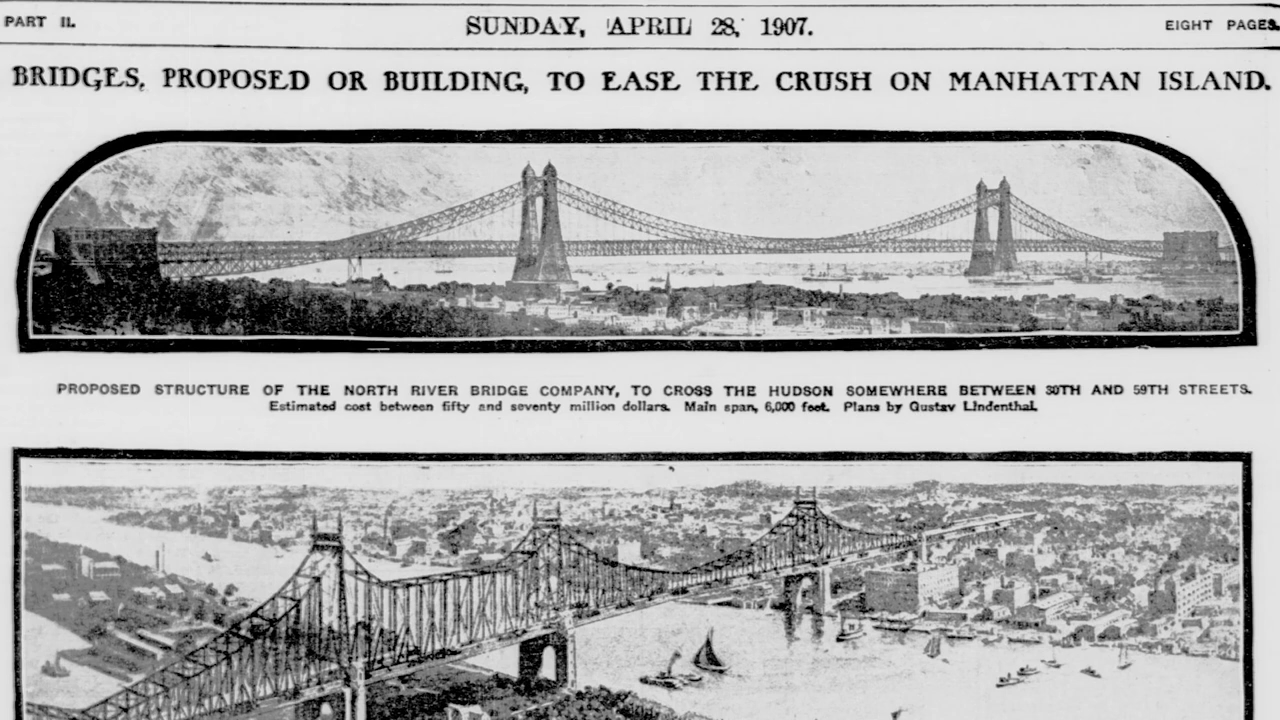 PART II.
SUNDAY, APRIL 28, 1907.
EIGHT PAGES.
BRIDGES, PROPOSED OR BUILDING, TO EASE THE CRUSH ON MANHATTAN ISLAND.
PROPOSED STRUCTURE OF THE NORTH RIVER BRIDGE COMPANY, TO CROSS THE HUDSON SOMEWHERE BETWEEN 30TH AND 59TH STREETS.
Estimated cost between fifty and seventy million dollars. Main span, 6,000 feet. Plans by Gustav Lindenthal.